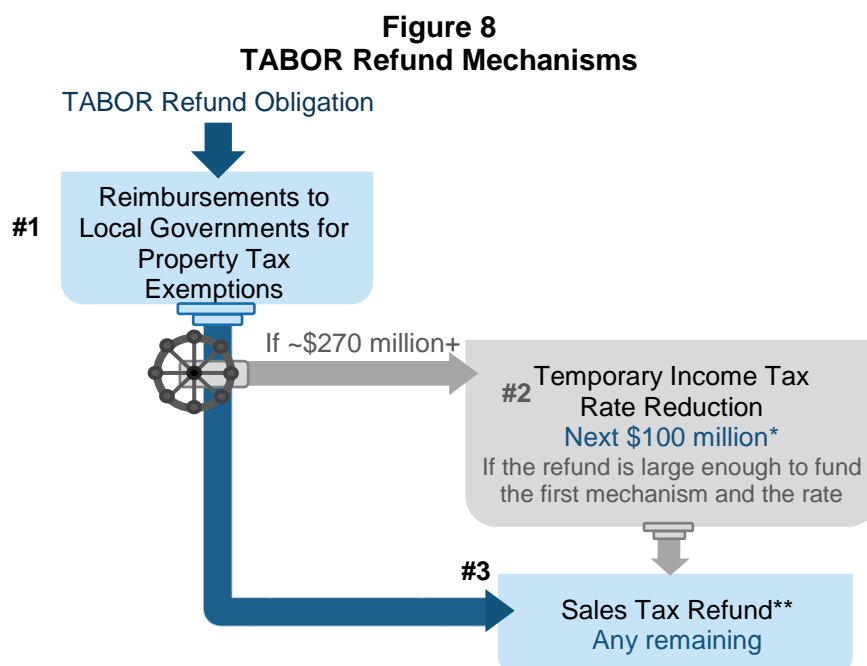 Figure 8
TABOR Refund Mechanisms
TABOR Refund Obligation
#1
Reimbursements to
Local Governments for
Property Tax
Exemptions
If ~$270 million+
#2
Temporary Income Tax
Rate Reduction
Next $100 million*
If the refund is large enough to fund
the first mechanism and the rate
#3
Sales Tax Refund**
Any remaining